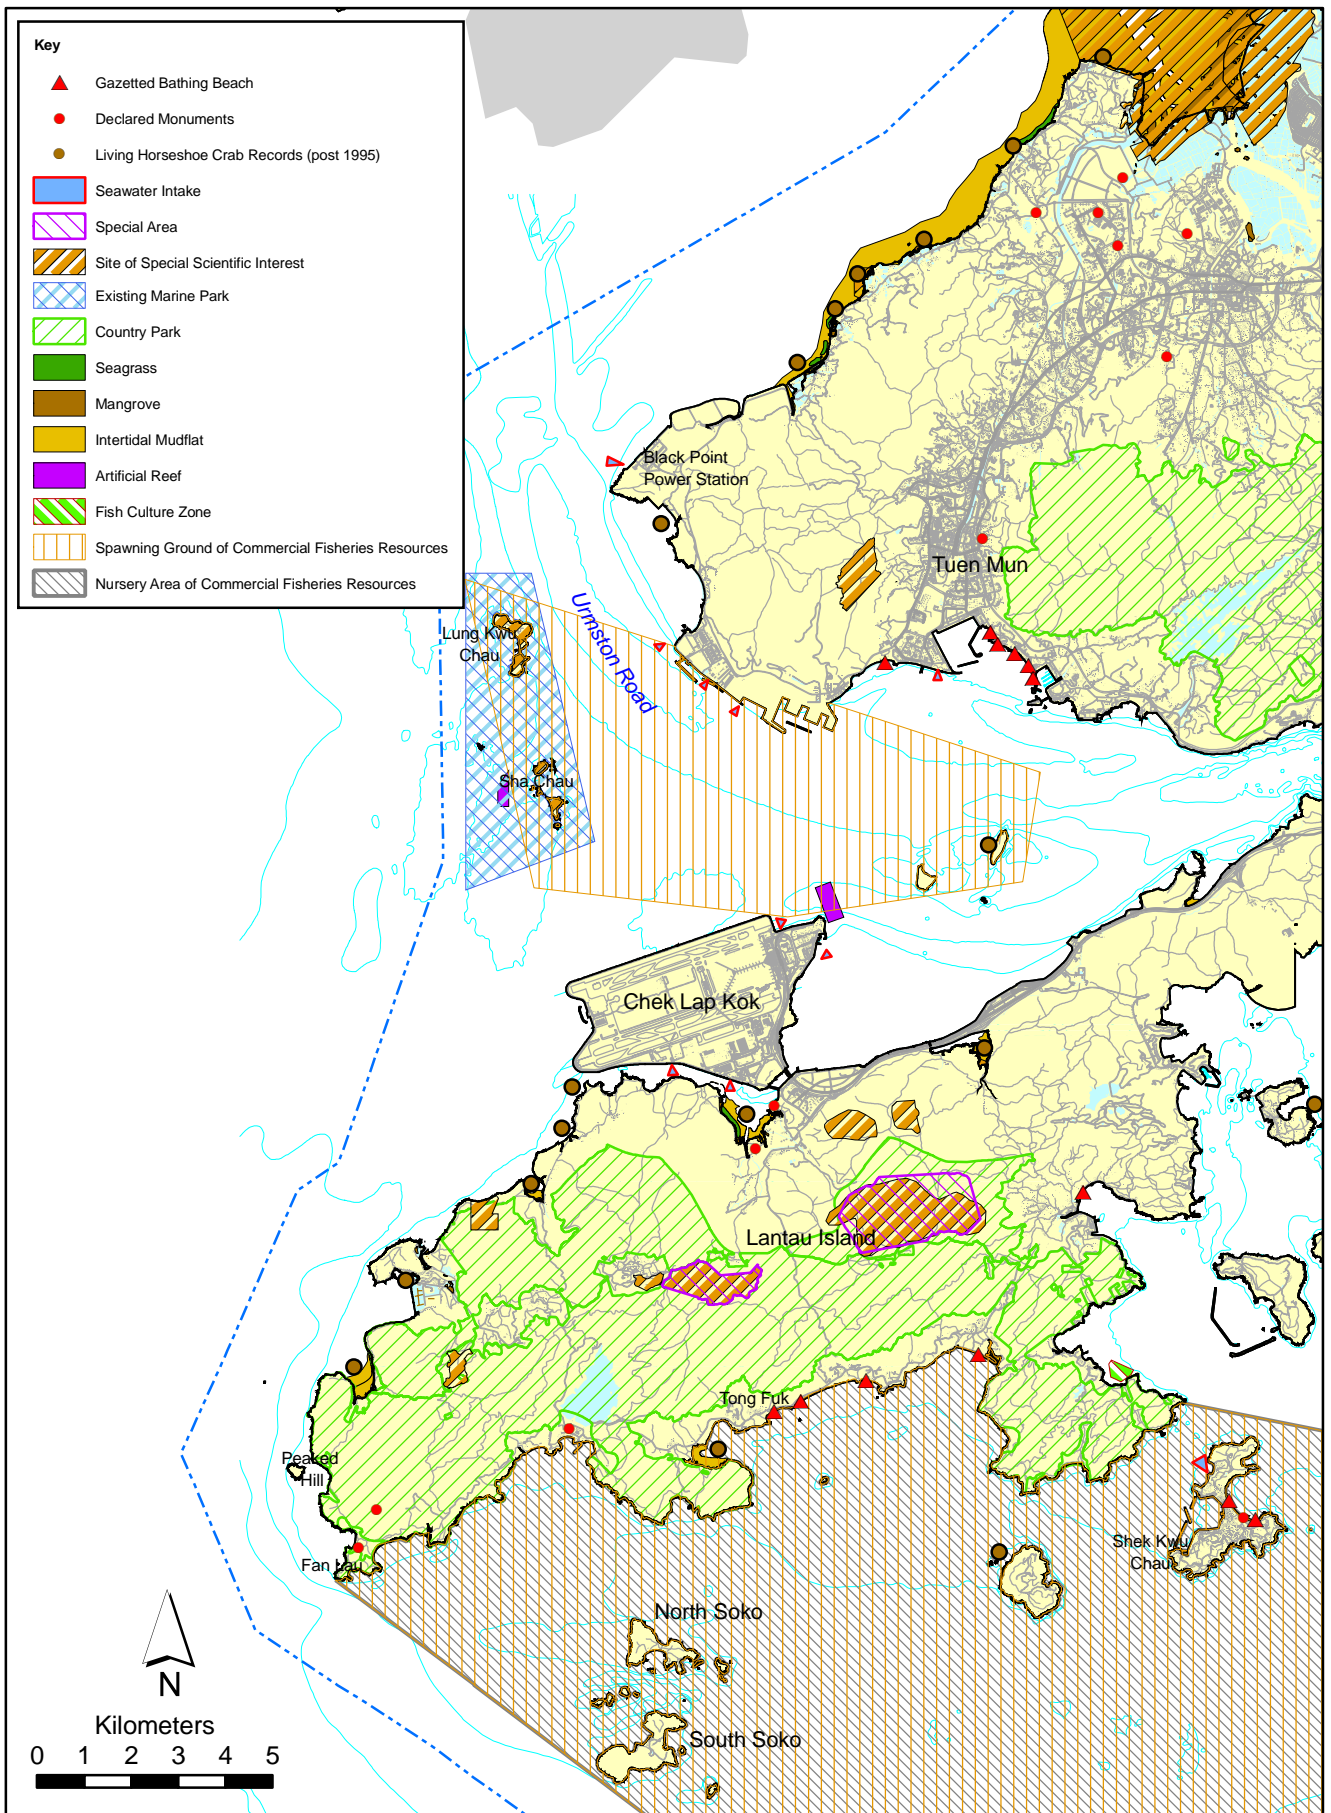 Key
Gazetted Bathing Beach
Declared Monuments
Living Horseshoe Crab Records (post 1995)
Seawater Intake
Special Area
Site of Special Scientific Interest
Existing Marine Park
Country Park
Seagrass
Mangrove
Intertidal Mudflat
Artificial Reef
Fish Culture Zone
Spawning Ground of Commercial Fisheries Resources
Nursery Area of Commercial Fisheries Resources
Black Point
Power Station
Tuen Mun
Urmston Road
Lung Kwu
Chau
Sha Chau
Chek Lap Kok
Lantau Island
Tong Fuk
Peaked
Hill
Fan Lau
Shek Kwu
Chau
North Soko
South Soko
N
Kilometers
0 1 2 3 4 5